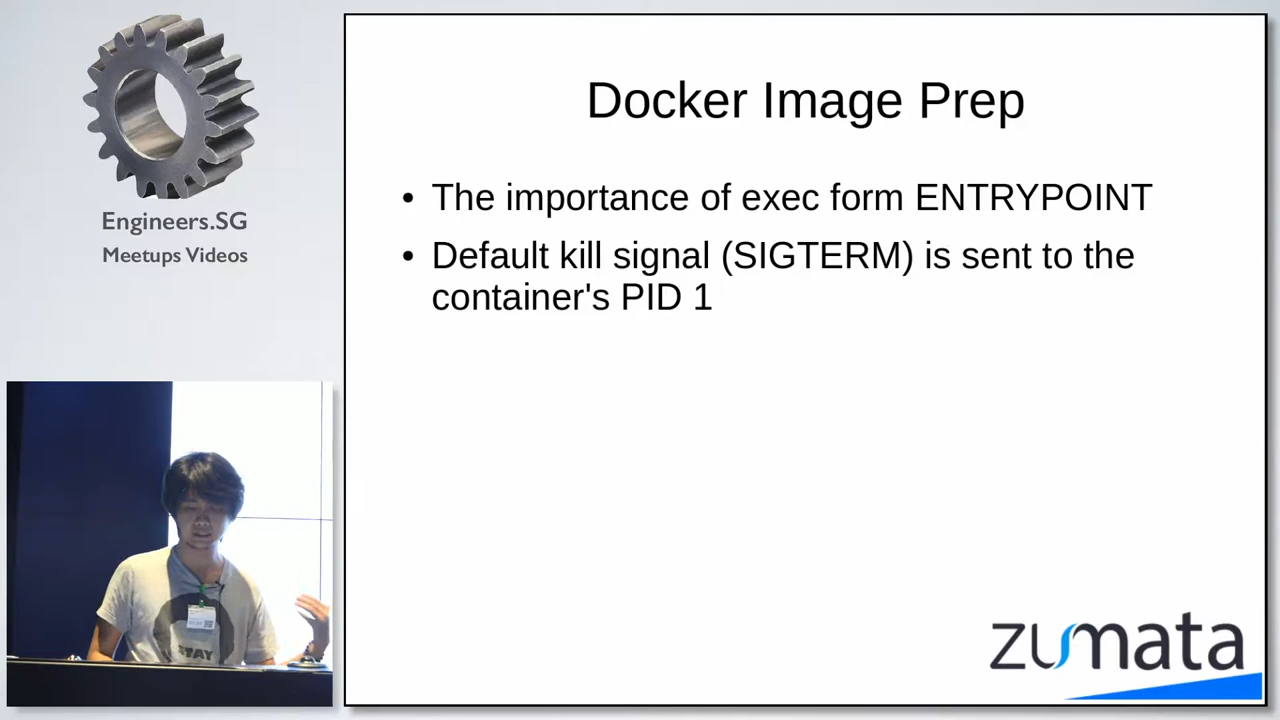 Engineers.SG
Meetups Videos
Docker Image Prep
• The importance of exec form ENTRYPOINT
• Default kill signal (SIGTERM) is sent to the
container's PID 1
STAY
zumata